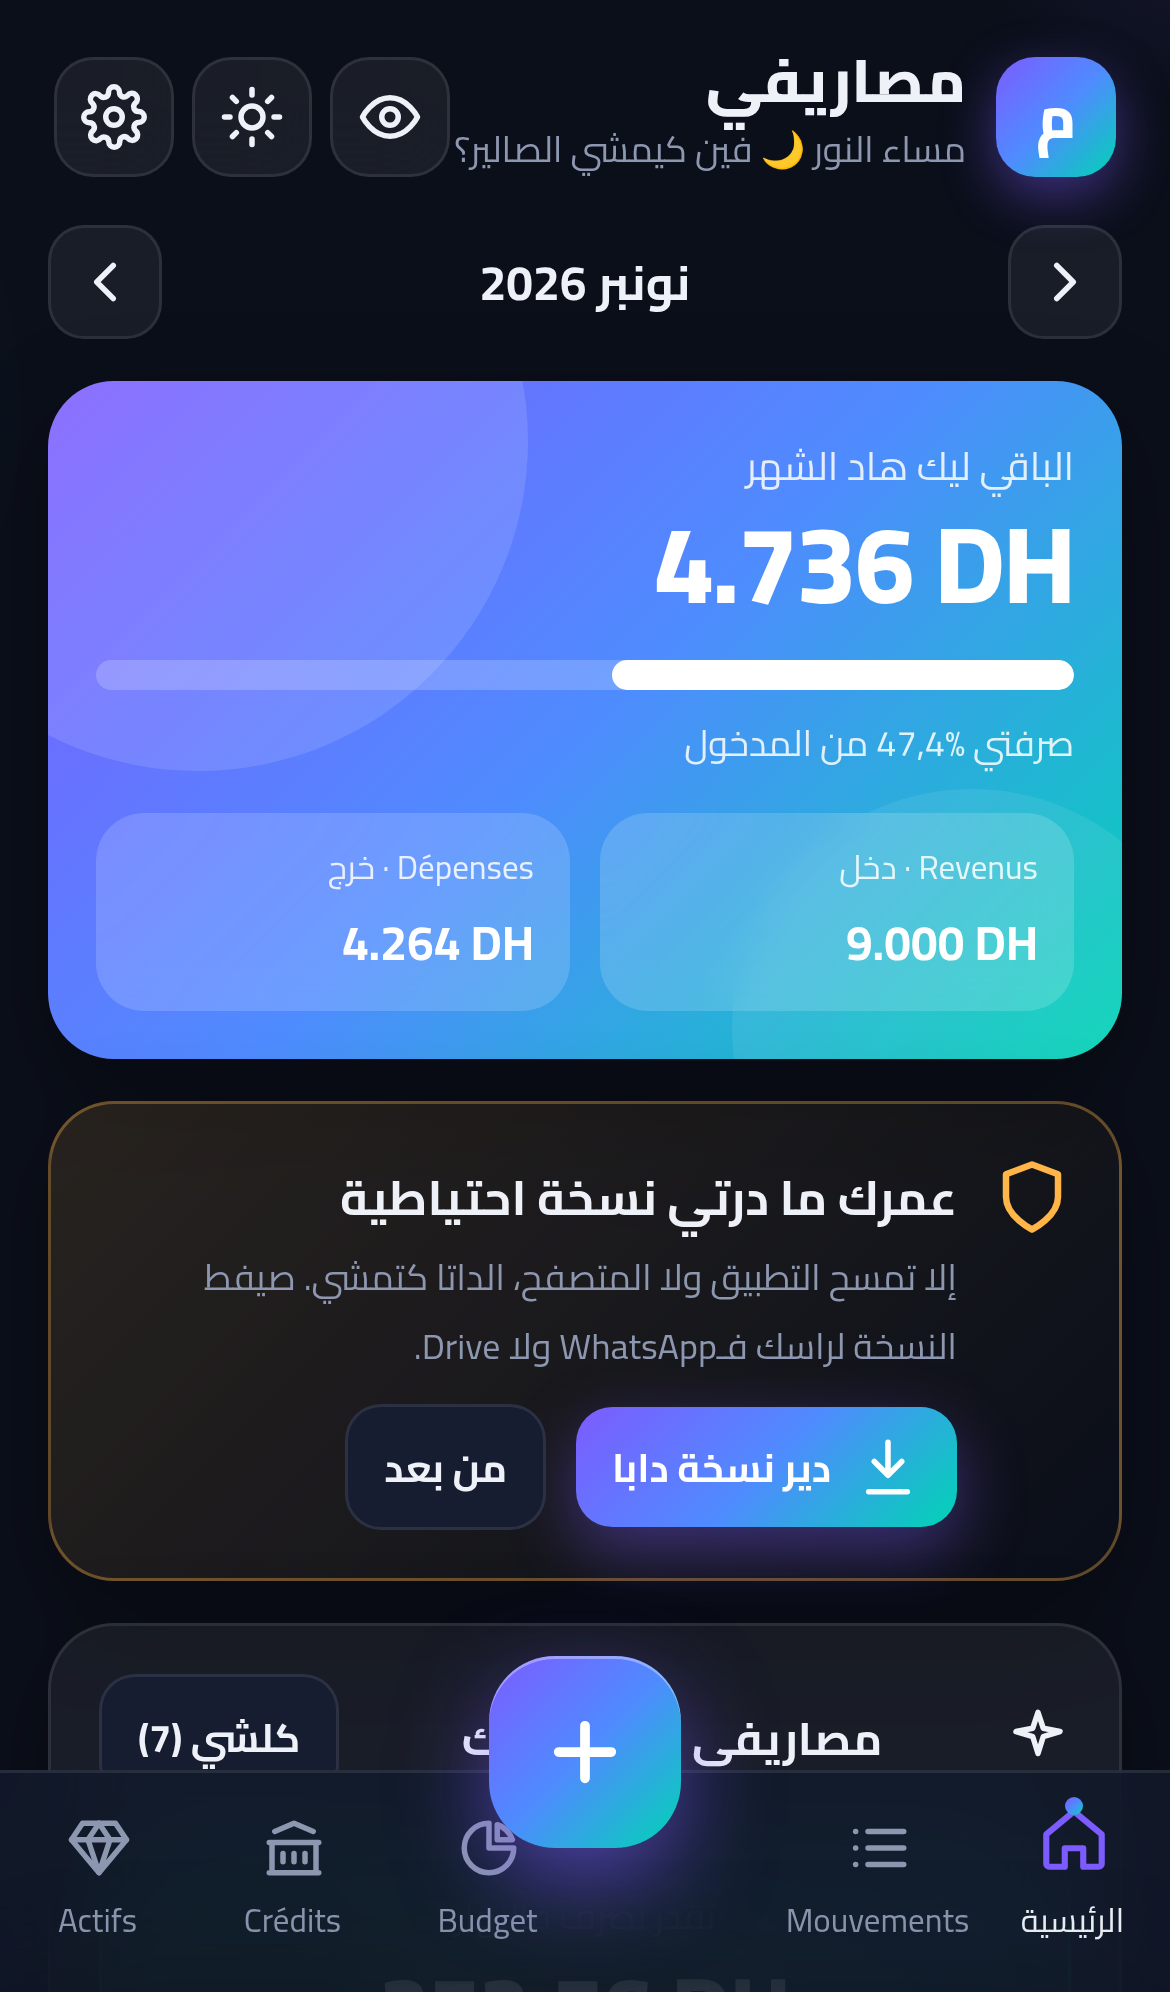 م
مصاريفي
مساء النور 🌙 فين كيمشي الصالير؟
نونبر 2026
الباقي ليك هاد الشهر
4.736 DH
صرفتي 47,4% من المدخول
Revenus · دخل
9.000 DH
Dépenses · خرج
4.264 DH
عمرك ما درتي نسخة احتياطية
إلا تمسح التطبيق ولا المتصفح، الداتا كتمشي. صيفط
النسخة لراسك فـWhatsApp ولا Drive.
دير نسخة دابا
من بعد
مصاريفي
كلشي (7)
الرئيسية
Mouvements
Budget
Crédits
Actifs